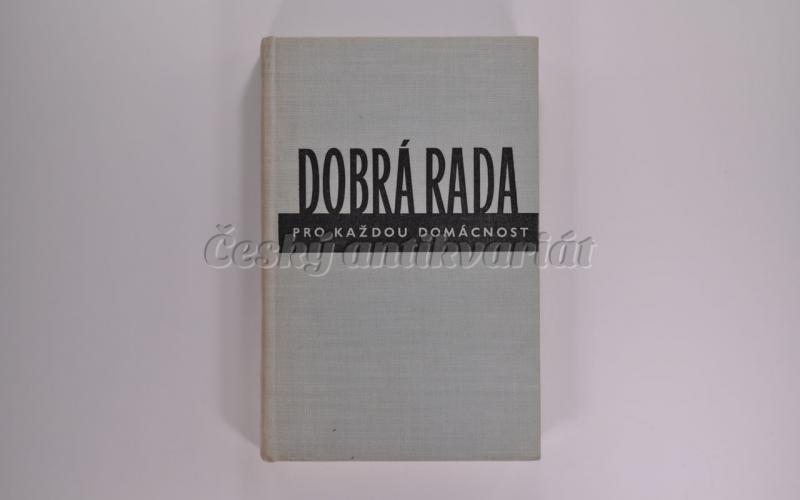 DOBRÁ RADA
PRO KAŽDOU DOMÁCNOST
Český antikvariát